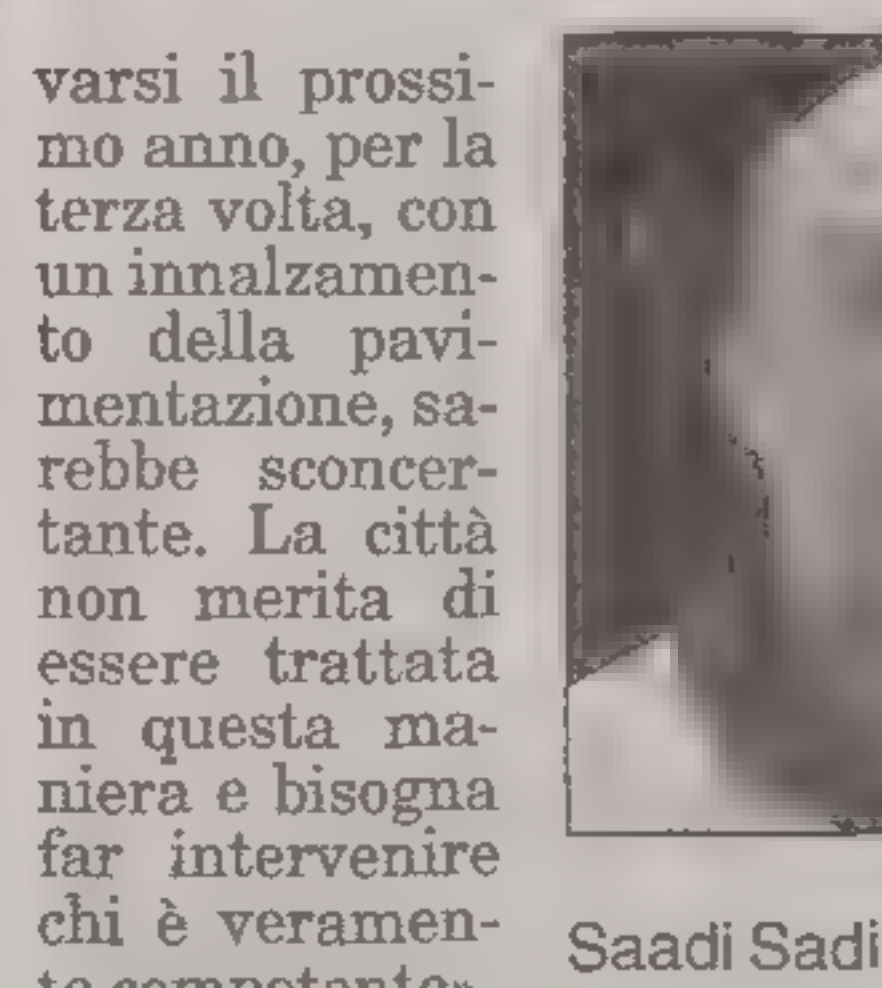 varsi il prossi-
mo anno, per la
terza volta, con
un innalzamen-
to della pavi-
mentazione, sa-
rebbe sconcer-
tante. La città
non merita di
essere trattata
in questa ma-
niera e bisogna
far intervenire
chi è veramen-
te competente»
Saadi Sadi